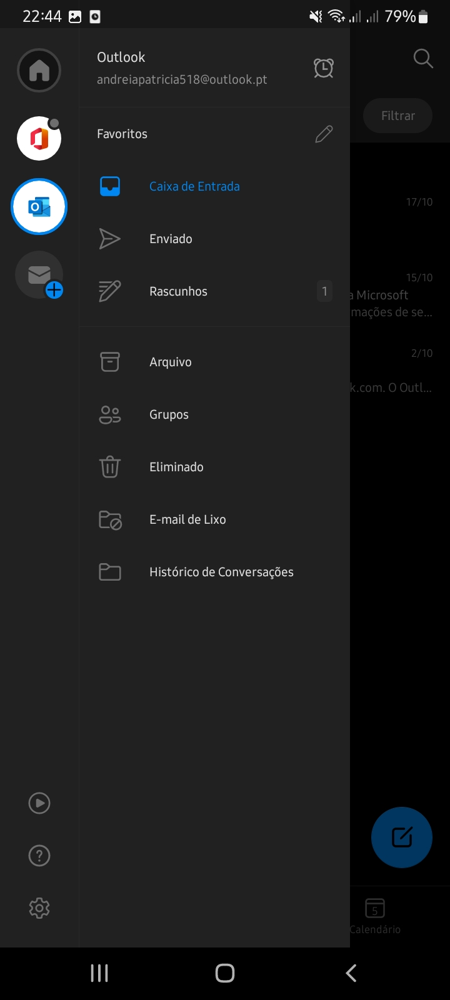 22:44
79%
Outlook
andreiapatricia518@outlook.pt
Filtrar
Favoritos
Caixa de Entrada
17/10
Enviado
15/10
Rascunhos 1
a Microsoft
mações de se...
2/10
Arquivo
k.com. O Outl...
Grupos
Eliminado
E-mail de Lixo
Histórico de Conversações
5
Calendário